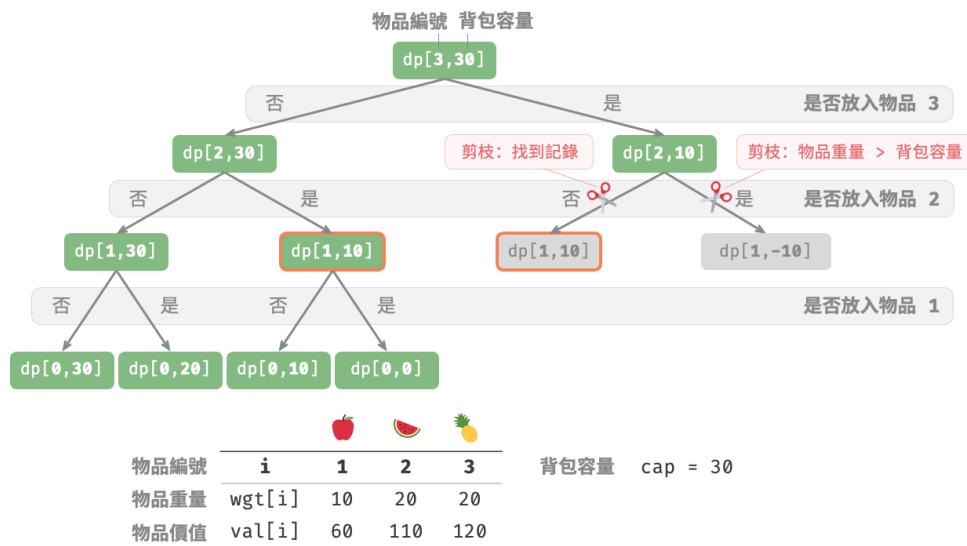 物品編號 背包容量
dp[3,30]
否 是 是否放入物品 3
dp[2,30] 剪枝：找到記錄 dp[2,10] 剪枝：物品重量 > 背包容量
否 是 否 是 是否放入物品 2
dp[1,30] dp[1,10] dp[1,10] dp[1,-10]
否 是 否 是 是否放入物品 1
dp[0,30] dp[0,20] dp[0,10] dp[0,0]
物品編號 i 1 2 3 背包容量 cap = 30
物品重量 wgt[i] 10 20 20
物品價值 val[i] 60 110 120